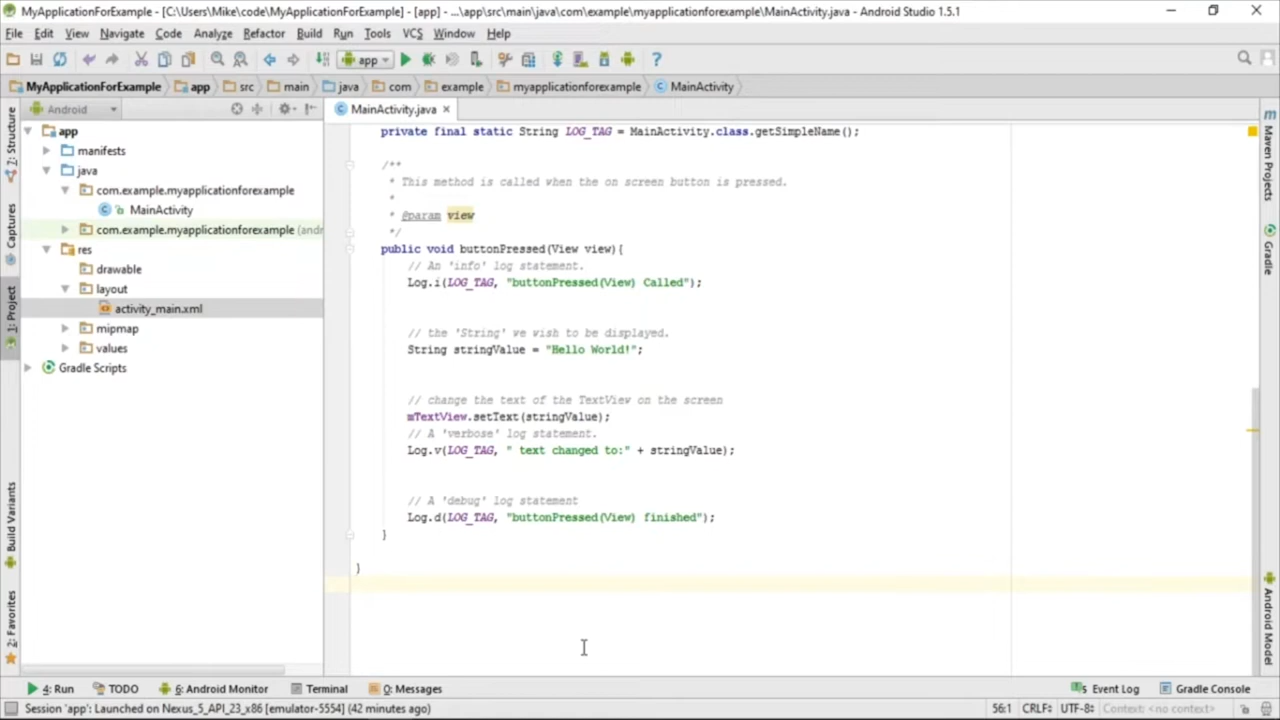 MyApplicationForExample - [C:\Users\Mike\code\MyApplicationForExample] - [app] - ...\app\src\main\java\com\example\myapplicationforexample\MainActivity.java - Android Studio 1.5.1
File Edit View Navigate Code Analyze Refactor Build Run Tools VCS Window Help
app
MyApplicationForExample app src main java com example myapplicationforexample MainActivity
Android
MainActivity.java
Z: Structure
Captures
1: Project
Build Variants
2: Favorites
app
manifests
java
com.example.myapplicationforexample
MainActivity
com.example.myapplicationforexample (andr
res
drawable
layout
activity_main.xml
mipmap
values
Gradle Scripts
private final static String LOG_TAG = MainActivity.class.getSimpleName();
/**
* This method is called when the on screen button is pressed.
*
* @param view
*/
public void buttonPressed(View view){
// An 'info' log statement.
Log.i(LOG_TAG, "buttonPressed(View) Called");
// the 'String' we wish to be displayed.
String stringValue = "Hello World!";
// change the text of the TextView on the screen
mTextView.setText(stringValue);
// A 'verbose' log statement.
Log.v(LOG_TAG, " text changed to:" + stringValue);
// A 'debug' log statement
Log.d(LOG_TAG, "buttonPressed(View) finished");
}
}
m Maven Projects
Gradle
Android Model
4: Run TODO 6: Android Monitor Terminal 0: Messages 5 Event Log Gradle Console
Session 'app': Launched on Nexus_5_API_23_x86 [emulator-5554] (42 minutes ago) 56:1 CRLF÷ UTF-8÷ Context: <no context>